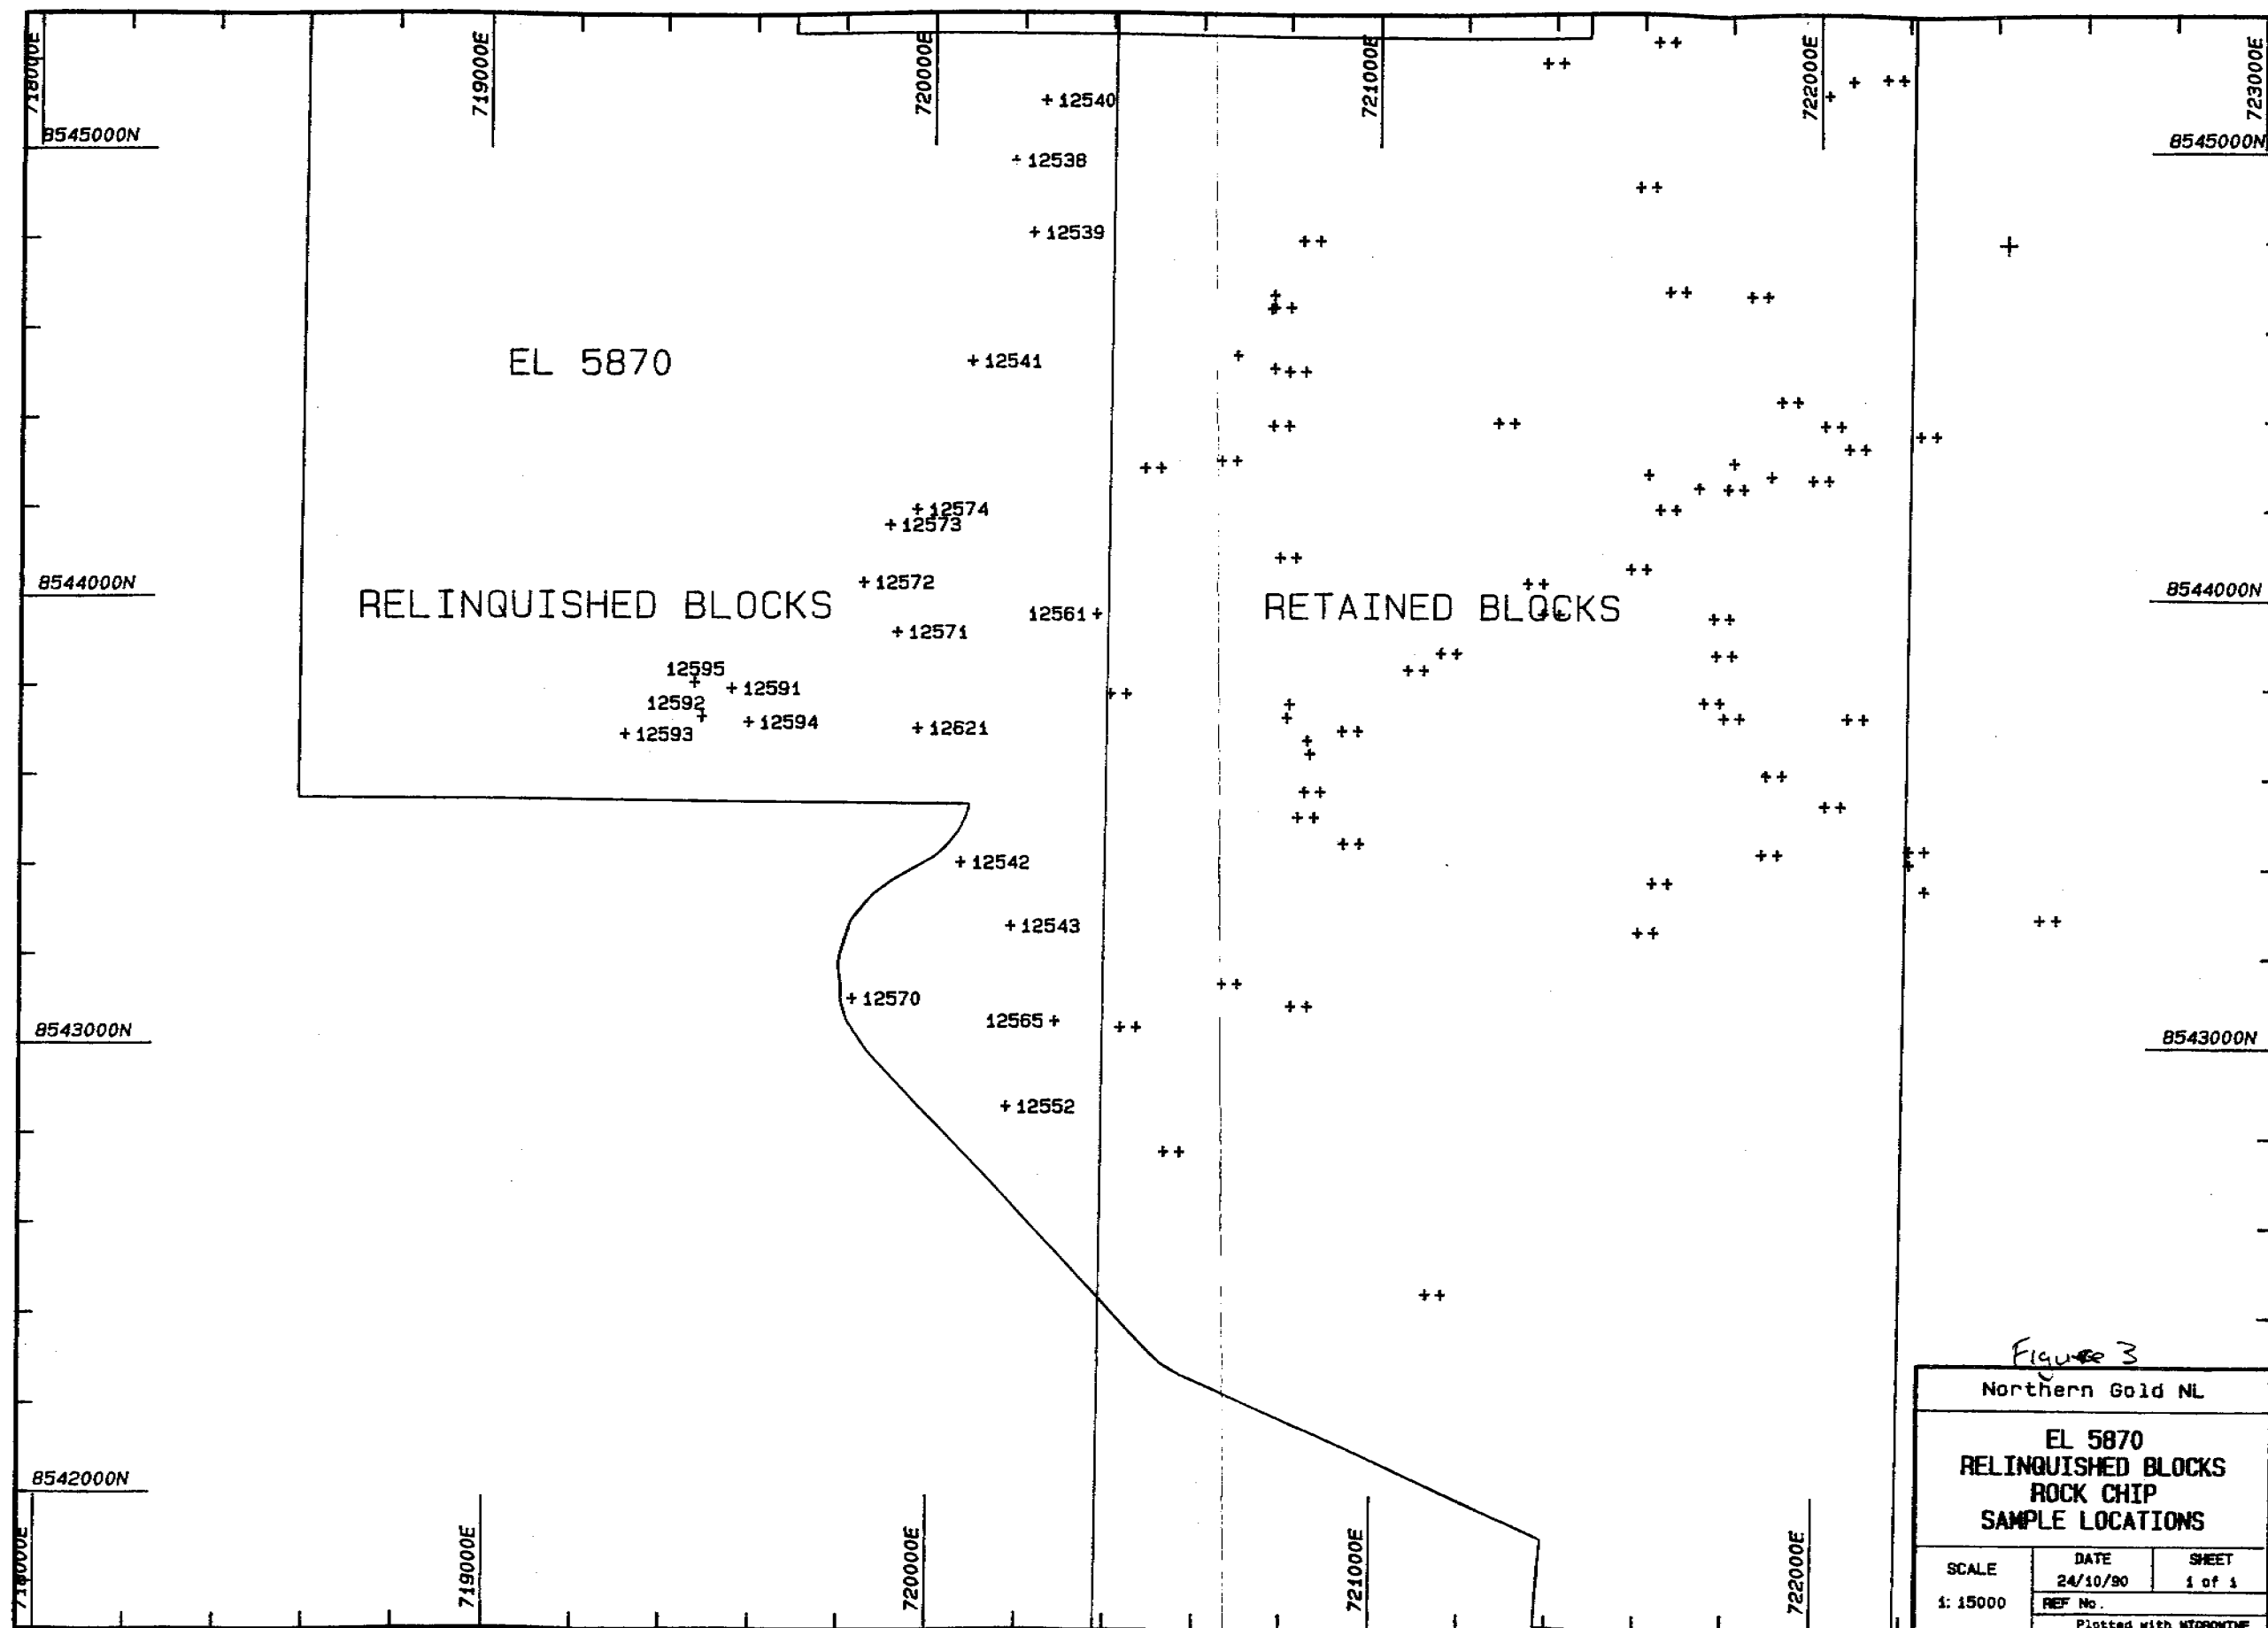 718000E
719000E
720000E
721000E
722000E
723000E
8545000N
8545000N
+ 12540
+ 12538
+ 12539
EL 5870
+ 12541
+ 12574
+ 12573
8544000N
+ 12572
8544000N
RELINQUISHED BLOCKS
12561 +
RETAINED BLOCKS
+ 12571
12595
+ 12591
12592
+ 12594
+ 12593
+ 12621
+ 12542
+ 12543
+ 12570
12565 +
8543000N
8543000N
+ 12552
Figure 3
Northern Gold NL
EL 5870
RELINQUISHED BLOCKS
ROCK CHIP
SAMPLE LOCATIONS
8542000N
718000E
719000E
720000E
721000E
722000E
SCALE
1: 15000
DATE
24/10/90
SHEET
1 of 1
REF No.
Plotted with MICROMINE